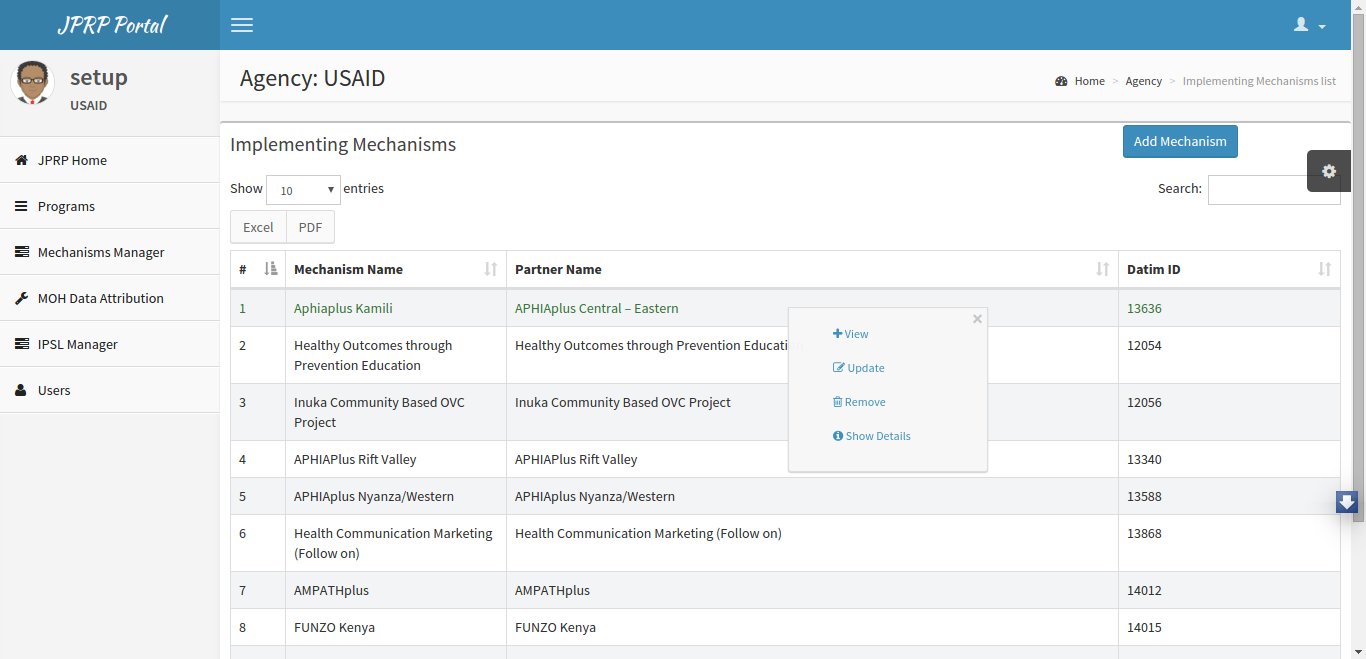 JPRP Portal
setup
USAID
JPRP Home
Programs
Mechanisms Manager
MOH Data Attribution
IPSL Manager
Users
Agency: USAID
Home > Agency > Implementing Mechanisms list
Implementing Mechanisms
Add Mechanism
Show 10 entries
Search:
Excel PDF
# Mechanism Name Partner Name Datim ID
1 Aphiaplus Kamili APHIAplus Central – Eastern 13636
2 Healthy Outcomes through Healthy Outcomes through Prevention Educati 12054
Prevention Education
3 Inuka Community Based OVC Inuka Community Based OVC Project 12056
Project
4 APHIAPlus Rift Valley APHIAPlus Rift Valley 13340
5 APHIAplus Nyanza/Western APHIAplus Nyanza/Western 13588
6 Health Communication Marketing Health Communication Marketing (Follow on) 13868
(Follow on)
7 AMPATHplus AMPATHplus 14012
8 FUNZO Kenya FUNZO Kenya 14015
×
View
Update
Remove
Show Details